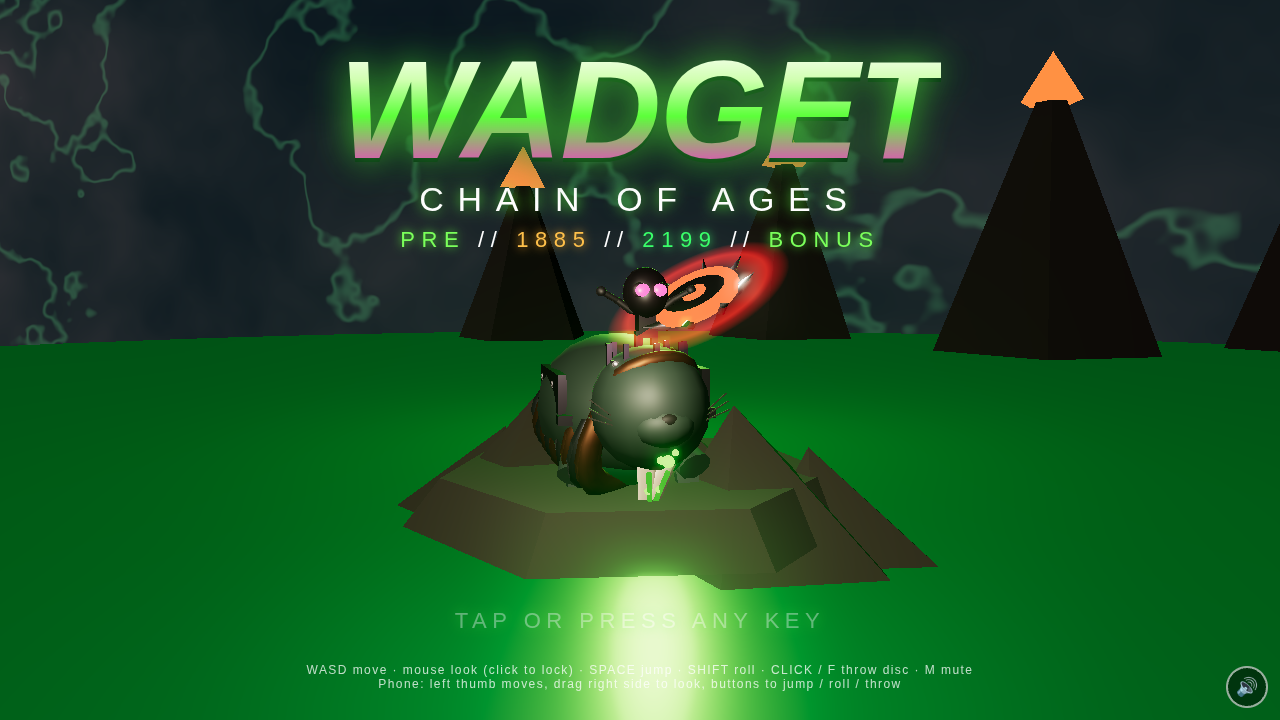 WADGET
CHAIN OF AGES
PRE // 1885 // 2199 // BONUS
TAP OR PRESS ANY KEY
WASD move · mouse look (click to lock) · SPACE jump · SHIFT roll · CLICK / F throw disc · M mute
Phone: left thumb moves, drag right side to look, buttons to jump / roll / throw